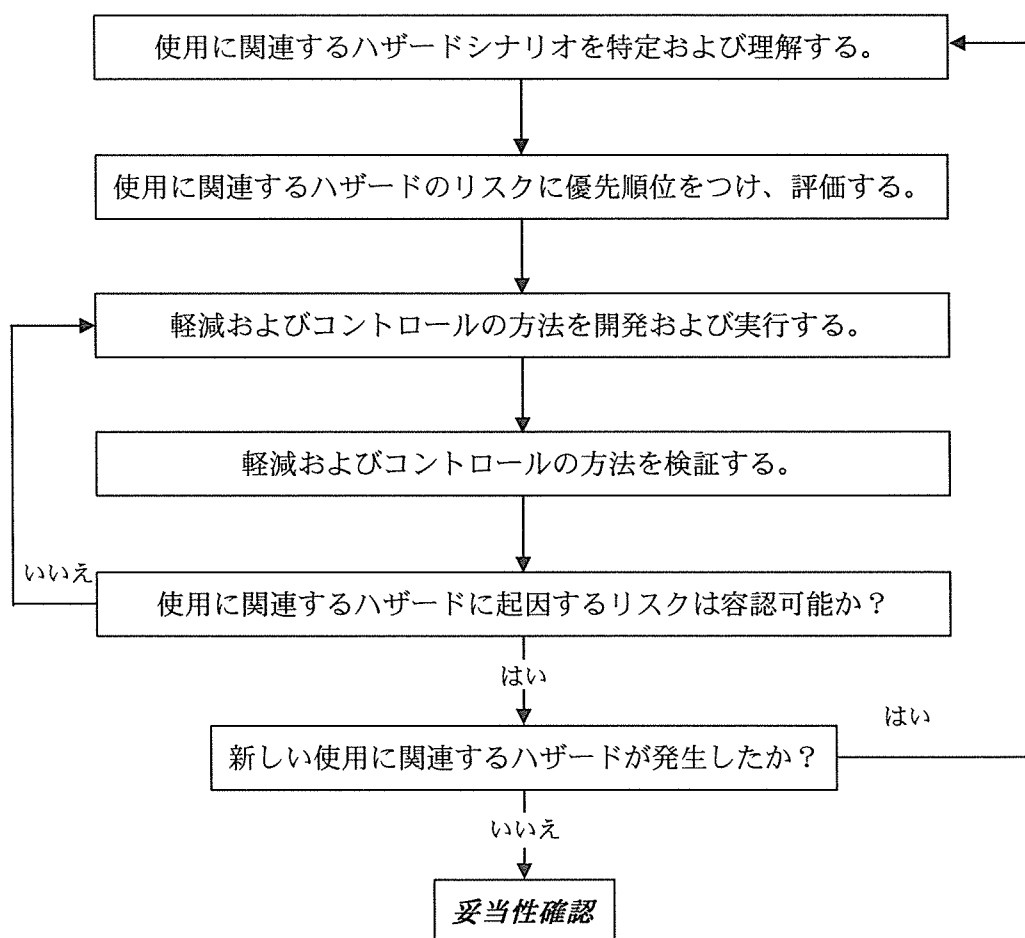 使用に関連するハザードシナリオを特定および理解する。
使用に関連するハザードのリスクに優先順位をつけ、評価する。
軽減およびコントロールの方法を開発および実行する。
軽減およびコントロールの方法を検証する。
いいえ
使用に関連するハザードに起因するリスクは容認可能か？
はい
はい
新しい使用に関連するハザードが発生したか？
いいえ
妥当性確認